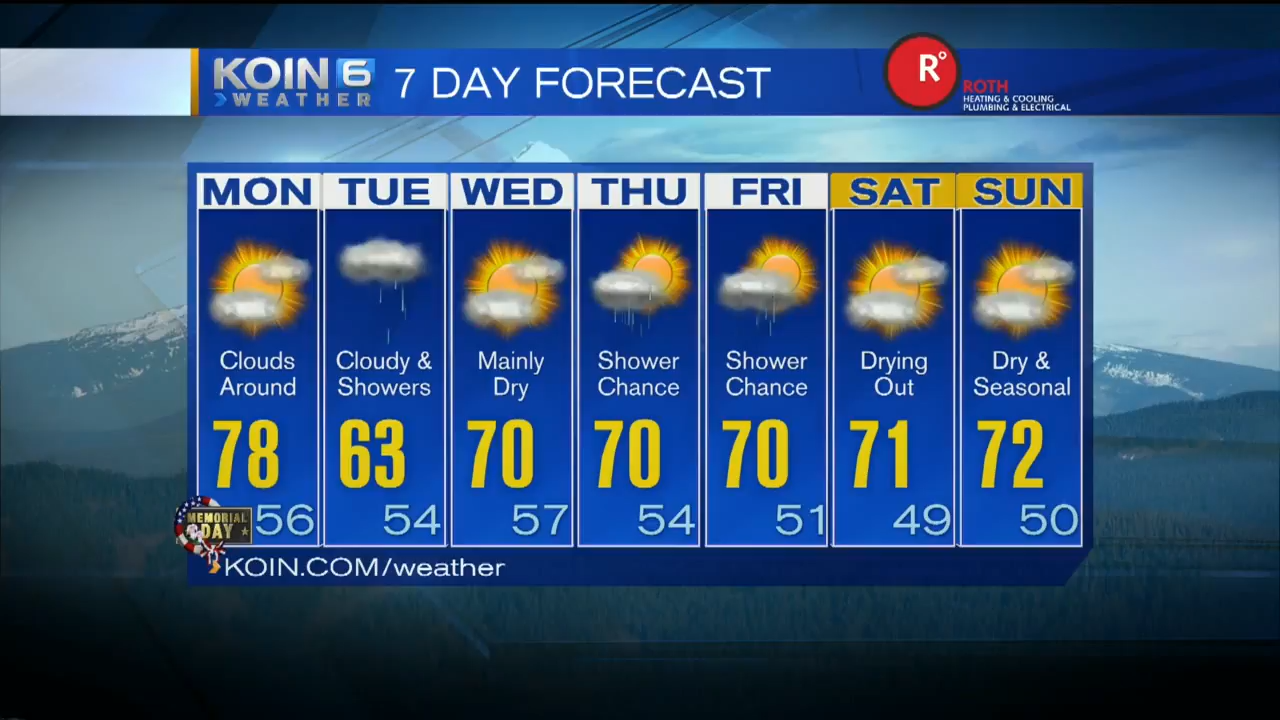 KOIN 6
WEATHER
7 DAY FORECAST
R°
ROTH
HEATING & COOLING
PLUMBING & ELECTRICAL
MON TUE WED THU FRI SAT SUN
Clouds Around
Cloudy & Showers
Mainly Dry
Shower Chance
Shower Chance
Drying Out
Dry & Seasonal
78 63 70 70 70 71 72
56 54 57 54 51 49 50
MEMORIAL
DAY
KOIN.COM/weather